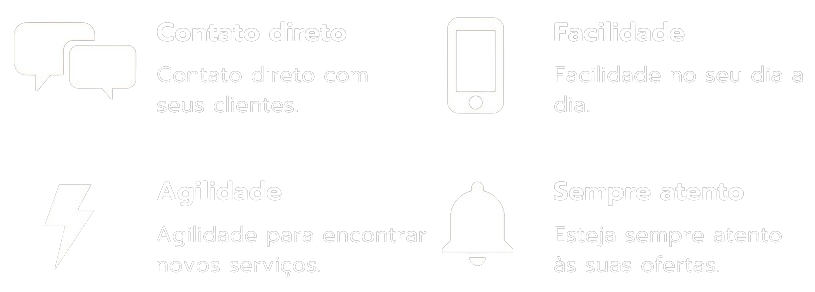 Contato direto
Contato direto com
seus clientes.
Facilidade
Facilidade no seu dia a
dia.
Agilidade
Agilidade para encontrar
novos serviços.
Sempre atento
Esteja sempre atento
às suas ofertas.